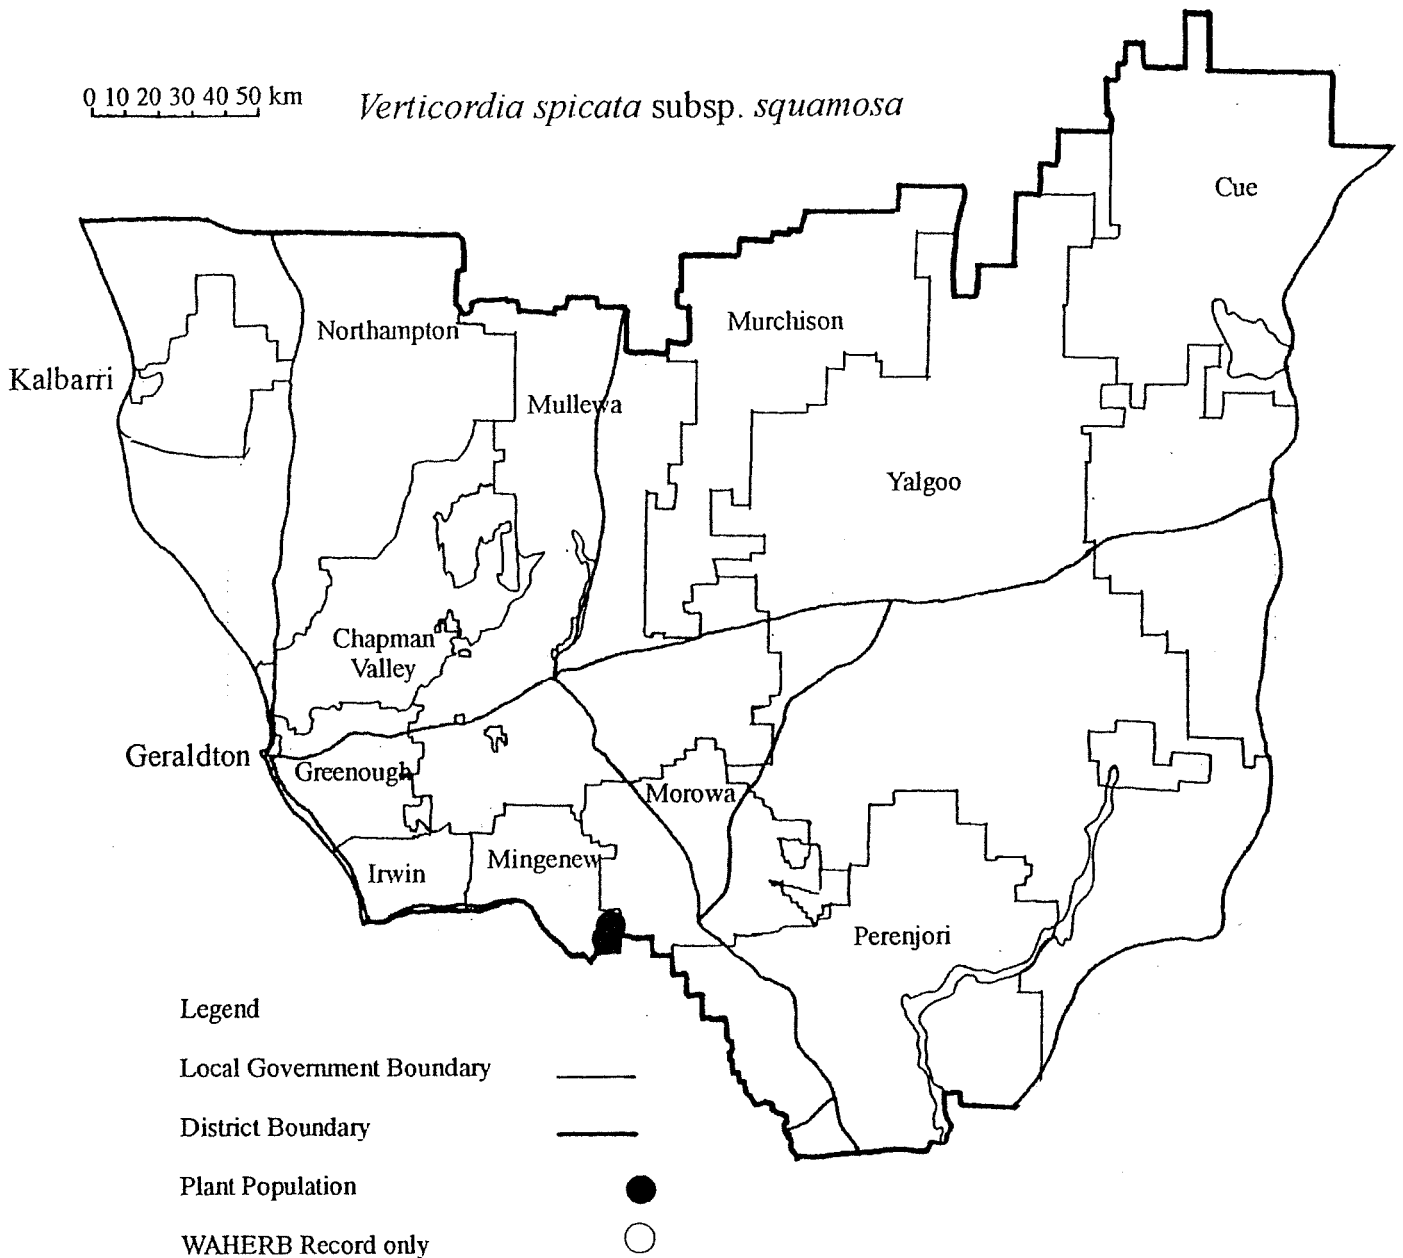 0 10 20 30 40 50 km
Verticordia spicata subsp. squamosa
Cue
Northampton
Murchison
Kalbarri
Mullewa
Yalgoo
Chapman
Valley
Geraldton
Greenough
Morowa
Irwin
Mingenew
Perenjori
Legend
Local Government Boundary
District Boundary
Plant Population
WAHERB Record only